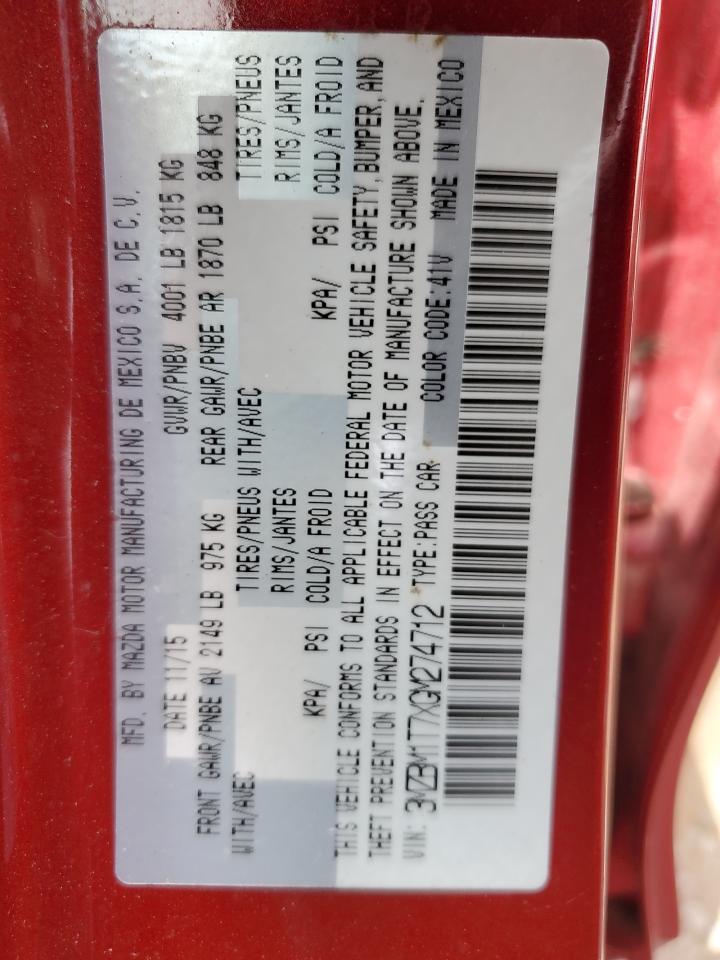 MFD. BY MAZDA MOTOR MANUFACTURING DE MEXICO S.A. DE C.V.
DATE 11/15 GVWR/PNBV 4001 LB 1815 KG
FRONT GAWR/PNBE AV 2149 LB 975 KG REAR GAWR/PNBE AR 1870 LB 848 KG
WITH/AVEC TIRES/PNEUS WITH/AVEC TIRES/PNEUS
RIMS/JANTES RIMS/JANTES
KPA/ PSI COLD/A FROID KPA/ PSI COLD/A FROID
THIS VEHICLE CONFORMS TO ALL APPLICABLE FEDERAL MOTOR VEHICLE SAFETY, BUMPER, AND
THEFT PREVENTION STANDARDS IN EFFECT ON THE DATE OF MANUFACTURE SHOWN ABOVE.
VIN: 3MZBM1T7XGM274712 TYPE:PASS CAR COLOR CODE:41V MADE IN MEXICO